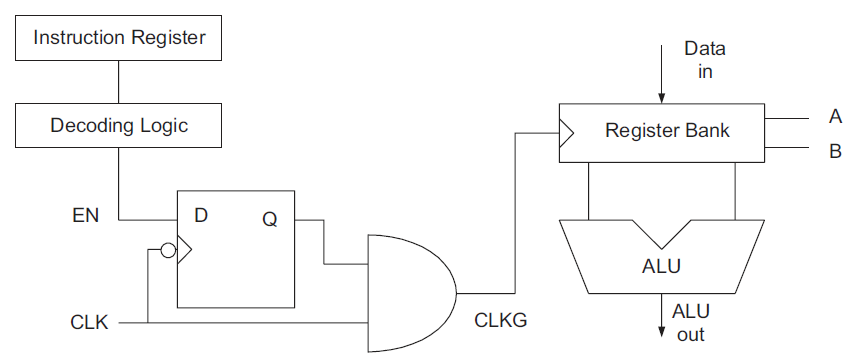 Instruction Register
Decoding Logic
EN
D
Q
CLK
CLKG
Data
in
Register Bank
A
B
ALU
ALU
out